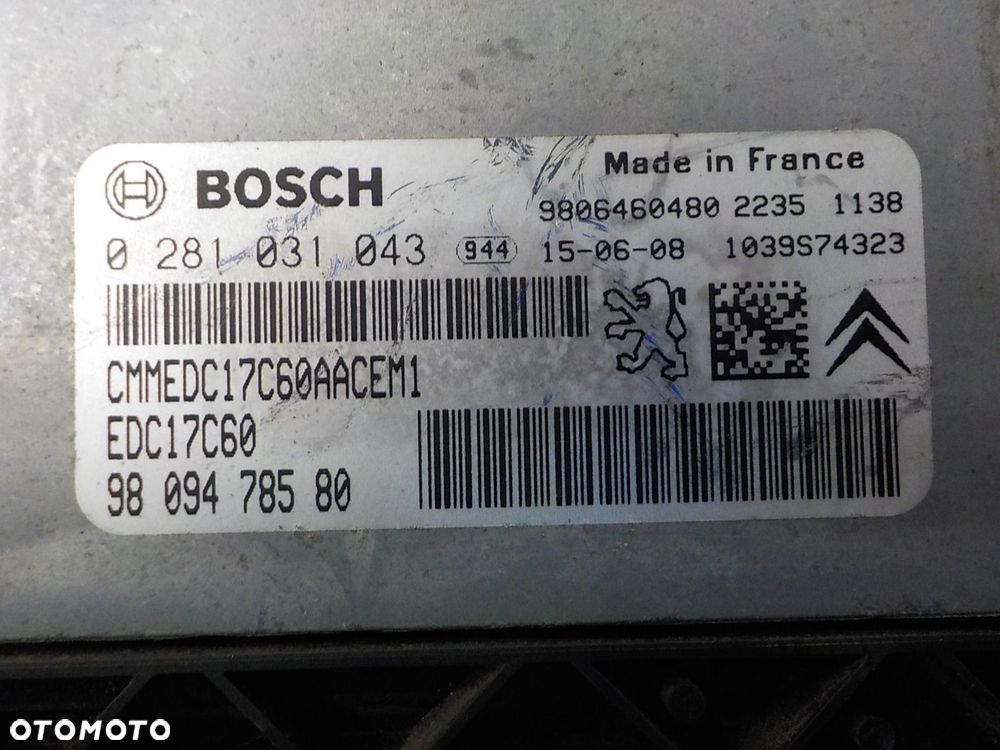 BOSCH
Made in France
9806460480 2235 1138
0 281 031 043 944 15-06-08 1039S74323
CMMEDC17C60AACEM1
EDC17C60
98 094 785 80
OTOMOTO